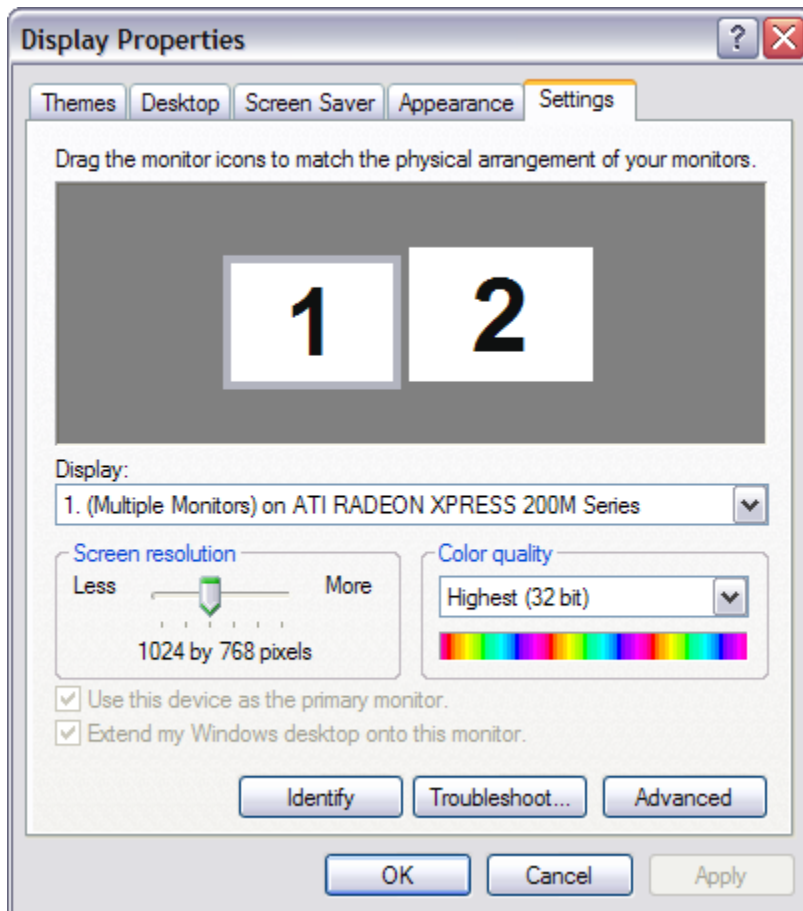 Display Properties
Themes Desktop Screen Saver Appearance Settings
Drag the monitor icons to match the physical arrangement of your monitors.
1 2
Display:
1. (Multiple Monitors) on ATI RADEON XPRESS 200M Series
Screen resolution Color quality
Less More
Highest (32 bit)
1024 by 768 pixels
Use this device as the primary monitor.
Extend my Windows desktop onto this monitor.
Identify Troubleshoot... Advanced
OK Cancel Apply